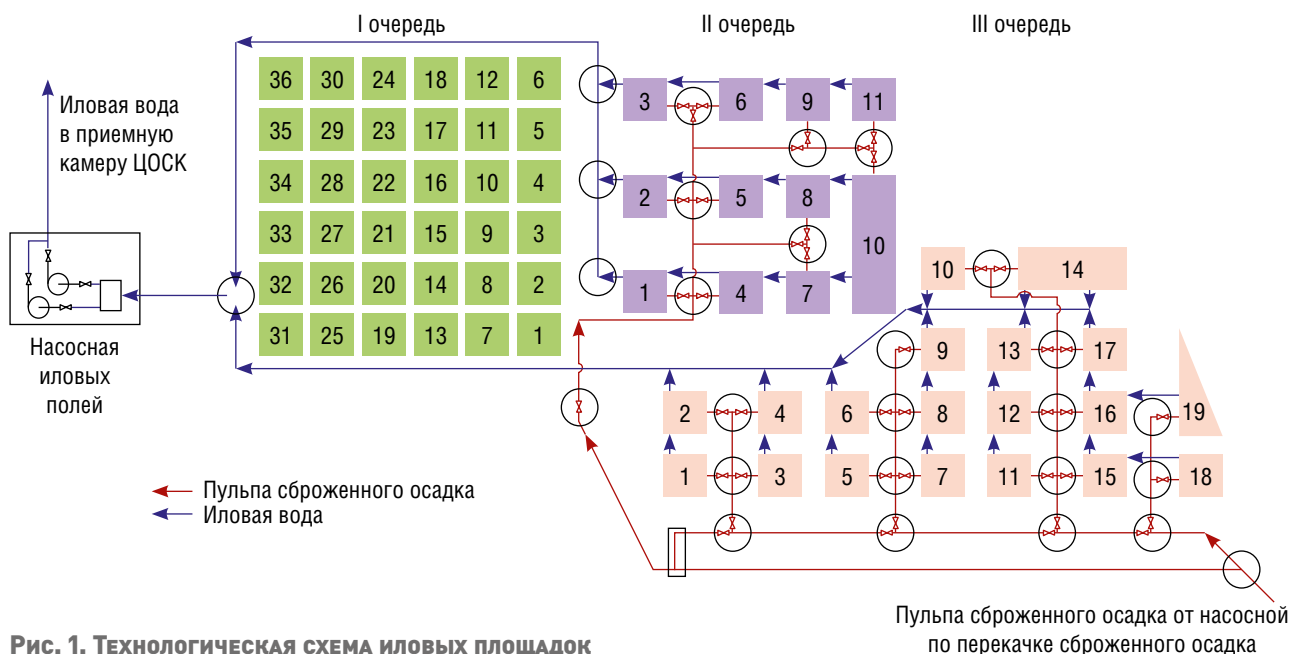 I очередь
II очередь
III очередь
Иловая вода
в приемную
камеру ЦОСК
Насосная
иловых
полей
36 30 24 18 12 6
35 29 23 17 11 5
34 28 22 16 10 4
33 27 21 15 9 3
32 26 20 14 8 2
31 25 19 13 7 1
3 6 9 11
2 5 8 10
1 4 7
10 14
9 13 17
2 4 6 8 12 16 19
1 3 5 7 11 15 18
Пульпа сброженного осадка
Иловая вода
Пульпа сброженного осадка от насосной
по перекачке сброженного осадка
Рис. 1. Технологическая схема иловых площадок